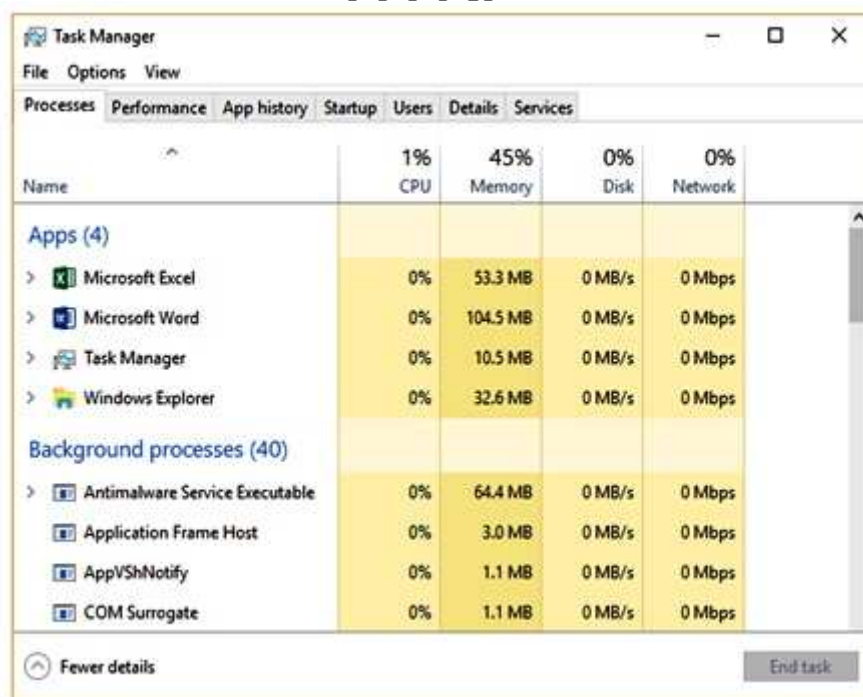 Task Manager
File Options View
Processes Performance App history Startup Users Details Services
1% 45% 0% 0%
Name CPU Memory Disk Network
Apps (4)
Microsoft Excel 0% 53.3 MB 0 MB/s 0 Mbps
Microsoft Word 0% 104.5 MB 0 MB/s 0 Mbps
Task Manager 0% 10.5 MB 0 MB/s 0 Mbps
Windows Explorer 0% 32.6 MB 0 MB/s 0 Mbps
Background processes (40)
Antimalware Service Executable 0% 64.4 MB 0 MB/s 0 Mbps
Application Frame Host 0% 3.0 MB 0 MB/s 0 Mbps
AppVShNotify 0% 1.1 MB 0 MB/s 0 Mbps
COM Surrogate 0% 1.1 MB 0 MB/s 0 Mbps
Fewer details End task